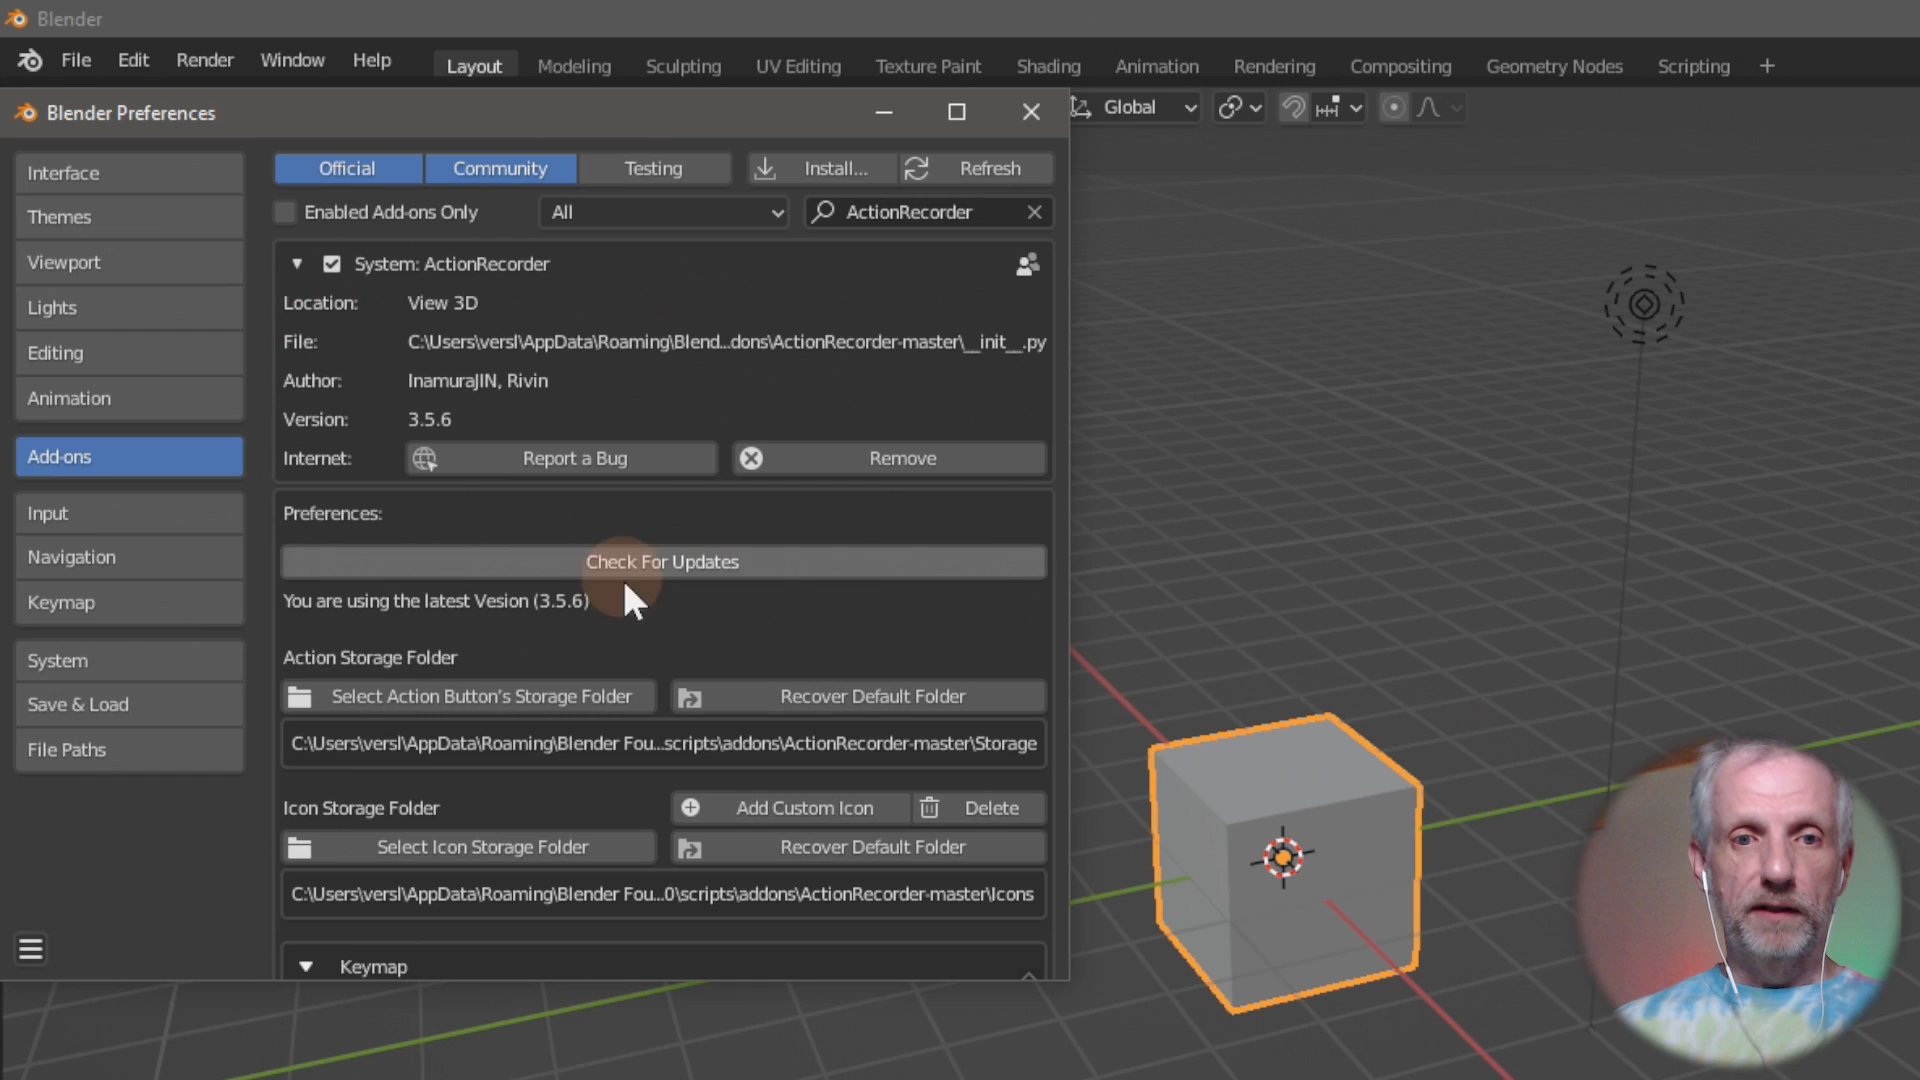 Blender
File Edit Render Window Help Layout Modeling Sculpting UV Editing Texture Paint Shading Animation Rendering Compositing Geometry Nodes Scripting +
Blender Preferences
Global
Interface
Themes
Viewport
Lights
Editing
Animation
Add-ons
Input
Navigation
Keymap
System
Save & Load
File Paths
Official Community Testing Install... Refresh
Enabled Add-ons Only All ActionRecorder
System: ActionRecorder
Location: View 3D
File: C:\Users\versl\AppData\Roaming\Blend...dons\ActionRecorder-master\__init__.py
Author: InamuraJIN, Rivin
Version: 3.5.6
Internet: Report a Bug Remove
Preferences:
Check For Updates
You are using the latest Vesion (3.5.6)
Action Storage Folder
Select Action Button's Storage Folder Recover Default Folder
C:\Users\versl\AppData\Roaming\Blender Fou...scripts\addons\ActionRecorder-master\Storage
Icon Storage Folder Add Custom Icon Delete
Select Icon Storage Folder Recover Default Folder
C:\Users\versl\AppData\Roaming\Blender Fou...0\scripts\addons\ActionRecorder-master\Icons
Keymap